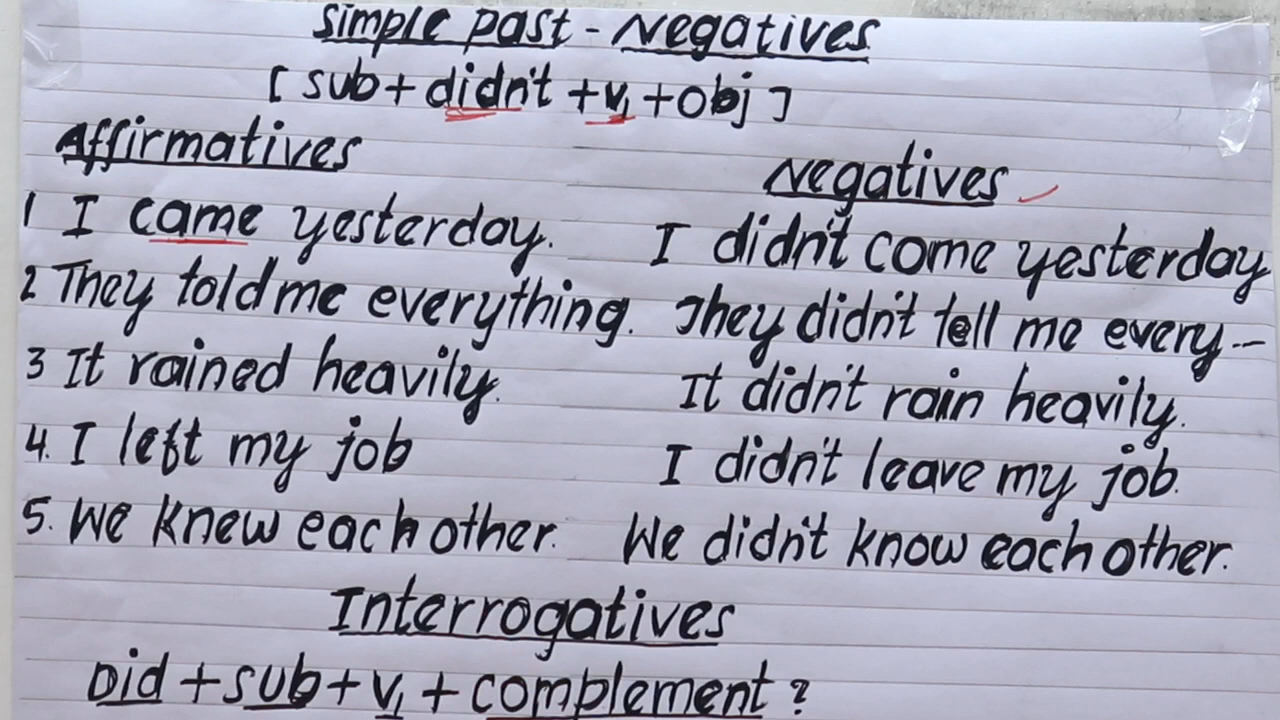 Simple past - Negatives
[ sub + didn't + V1 + obj ]
Affirmatives
Negatives ✓
1 I came yesterday. I didn't come yesterday
2 They told me everything. They didn't tell me every--
3 It rained heavily. It didn't rain heavily.
4. I left my job I didn't leave my job.
5. We knew each other. We didn't know each other.
Interrogatives
Did + sub + V1 + complement ?